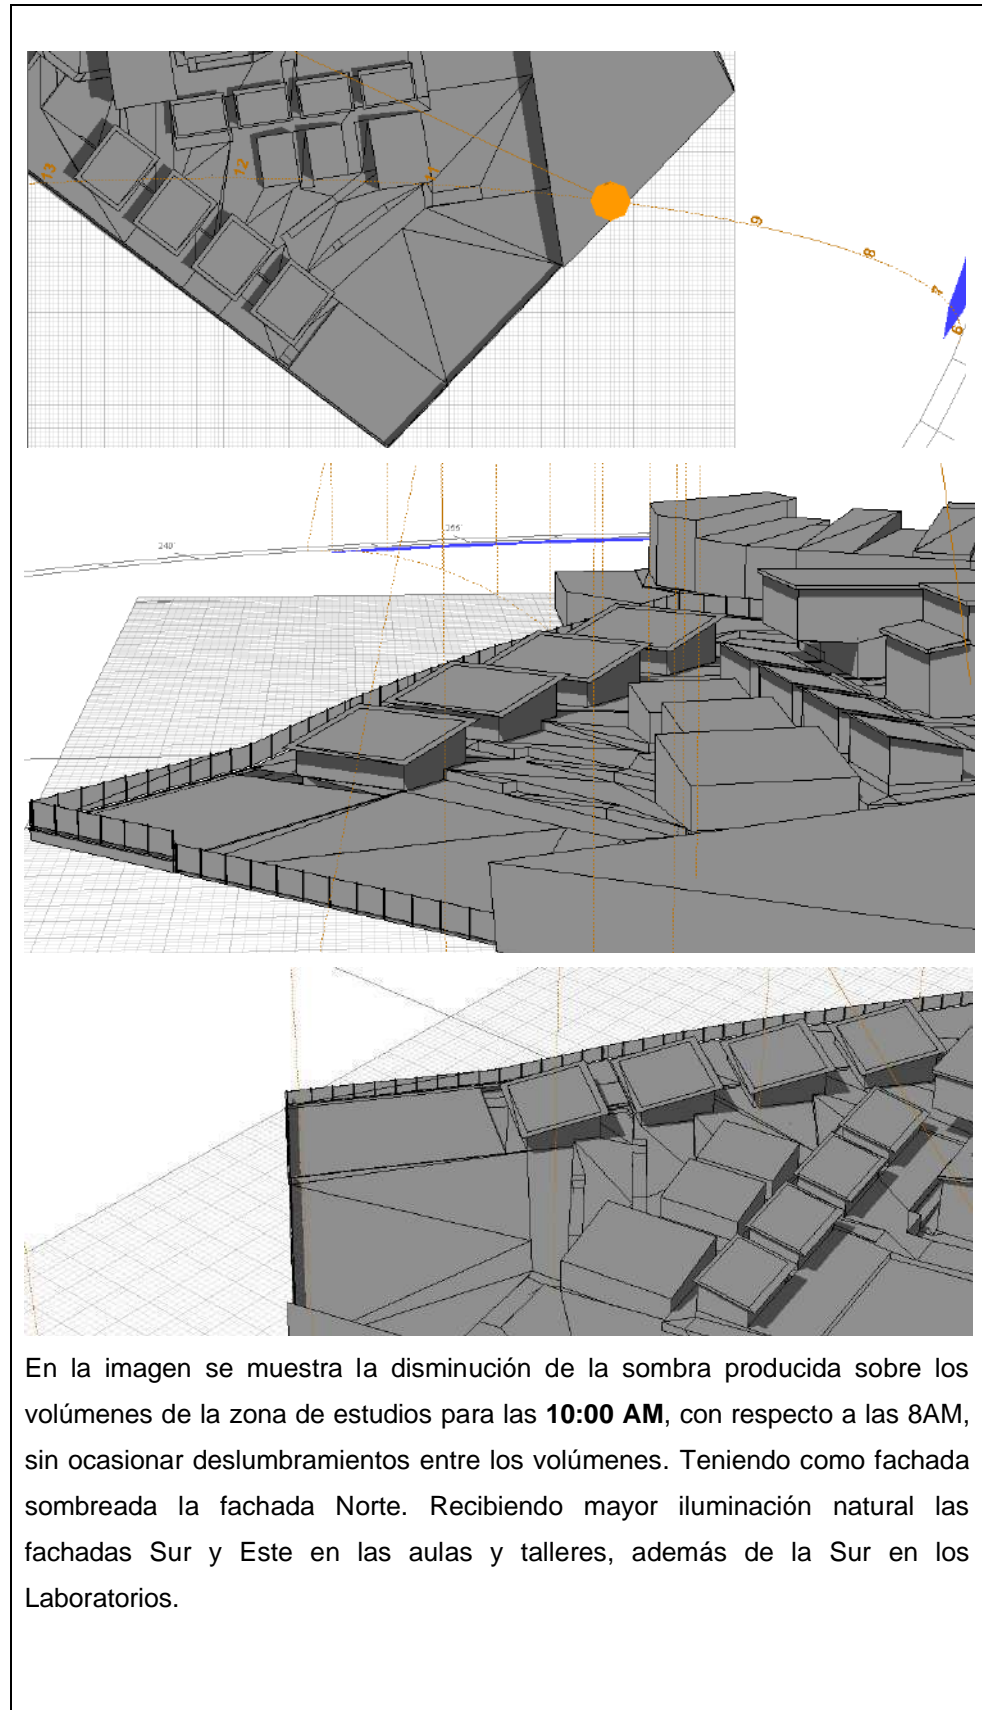 13
12
11
9
8
7
6
240°
255°
En la imagen se muestra la disminución de la sombra producida sobre los
volúmenes de la zona de estudios para las 10:00 AM, con respecto a las 8AM,
sin ocasionar deslumbramientos entre los volúmenes. Teniendo como fachada
sombreada la fachada Norte. Recibiendo mayor iluminación natural las
fachadas Sur y Este en las aulas y talleres, además de la Sur en los
Laboratorios.